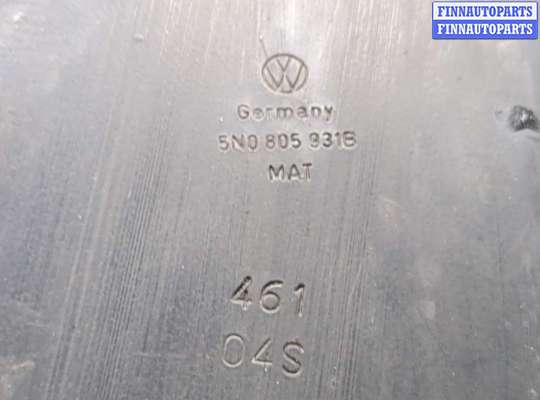 FINNAUTOPARTS
FINNAUTOPARTS
Germany
5N0 805 931B
MAT
461
04S